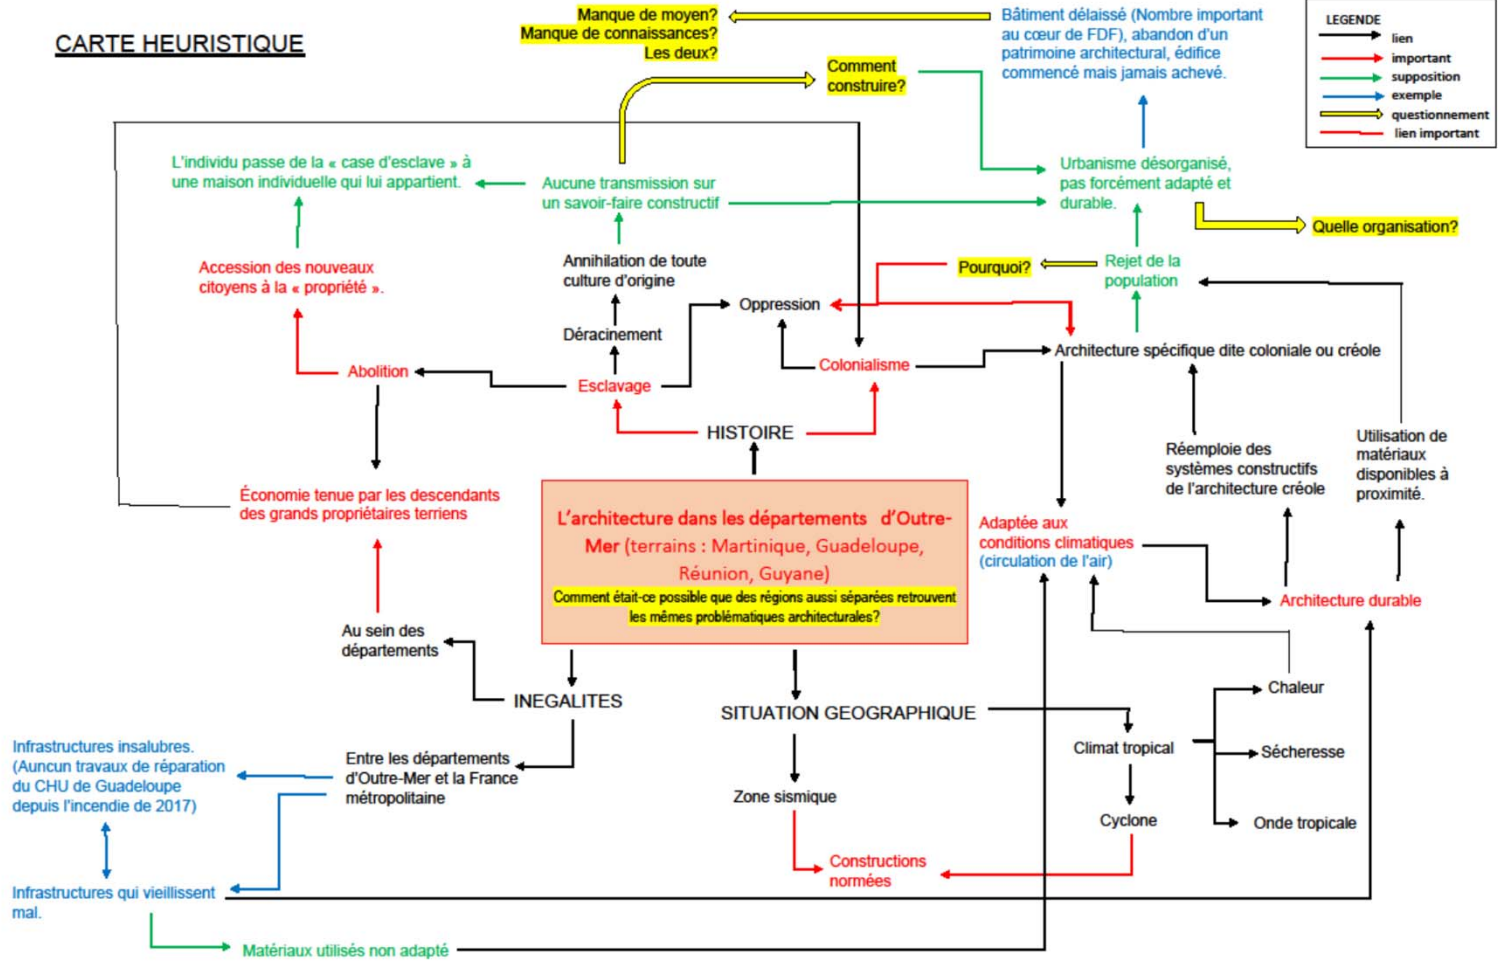 CARTE HEURISTIQUE
Manque de moyen?
Manque de connaissances?
Les deux?
Bâtiment délaissé (Nombre important
au cœur de FDF), abandon d'un
patrimoine architectural, édifice
commencé mais jamais achevé.
LEGENDE
lien
important
supposition
exemple
questionnement
lien important
Comment
construire?
L'individu passe de la « case d'esclave » à
une maison individuelle qui lui appartient.
Aucune transmission sur
un savoir-faire constructif
Urbanisme désorganisé,
pas forcément adapté et
durable.
Quelle organisation?
Accession des nouveaux
citoyens à la « propriété ».
Annihilation de toute
culture d'origine
Pourquoi?
Rejet de la
population
Oppression
Déracinement
Architecture spécifique dite coloniale ou créole
Abolition
Esclavage
Colonialisme
HISTOIRE
Réemploie des
systèmes constructifs
de l'architecture créole
Utilisation de
matériaux
disponibles à
proximité.
Économie tenue par les descendants
des grands propriétaires terriens
L'architecture dans les départements d'Outre-
Mer (terrains : Martinique, Guadeloupe,
Réunion, Guyane)
Comment était-ce possible que des régions aussi séparées retrouvent
les mêmes problématiques architecturales?
Adaptée aux
conditions climatiques
(circulation de l'air)
Architecture durable
Au sein des
départements
INEGALITES
SITUATION GEOGRAPHIQUE
Chaleur
Climat tropical
Sécheresse
Infrastructures insalubres.
(Auncun travaux de réparation
du CHU de Guadeloupe
depuis l'incendie de 2017)
Entre les départements
d'Outre-Mer et la France
métropolitaine
Zone sismique
Cyclone
Onde tropicale
Constructions
normées
Infrastructures qui vieillissent
mal.
Matériaux utilisés non adapté